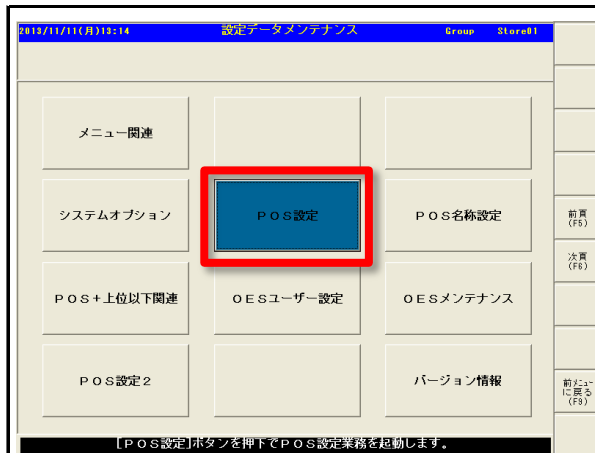 2013/11/11(月)13:14 設定データメンテナンス Group Store01
メニュー関連
システムオプション POS設定 POS名称設定
前頁
(F5)
次頁
(F6)
POS+上位以下関連 OESユーザー設定 OESメンテナンス
POS設定2 バージョン情報
前メニュー
に戻る
(F9)
[POS設定]ボタンを押下でPOS設定業務を起動します。